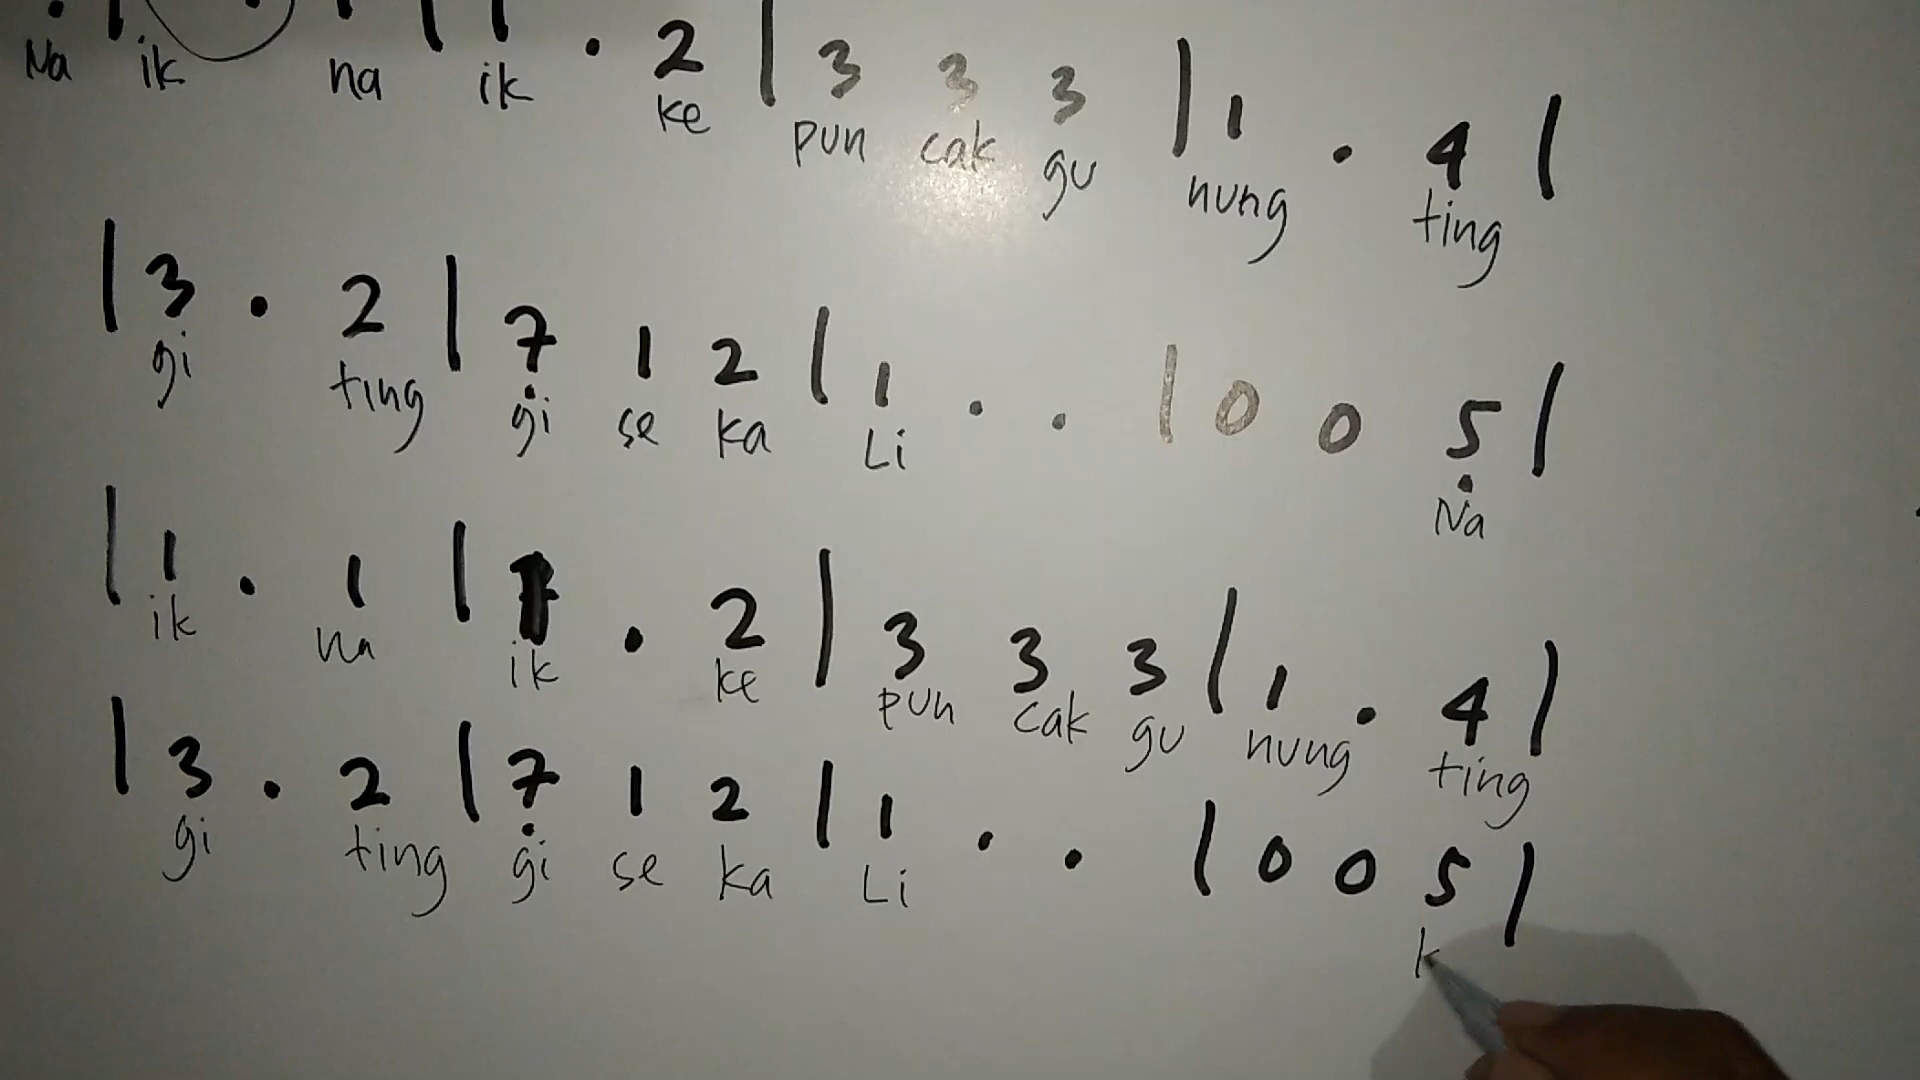 . 2 | 3 3 3 | 1 . 4 |
Na ik na ik ke pun cak gu nung ting
| 3 . 2 | 7 1 2 | 1 . . | 0 0 5 |
gi ting gi se ka Li Na
| 1 . 1 | 1 . 2 | 3 3 3 | 1 . 4 |
ik na ik ke pun cak gu nung ting
| 3 . 2 | 7 1 2 | 1 . . | 0 0 5 |
gi ting gi se ka Li k